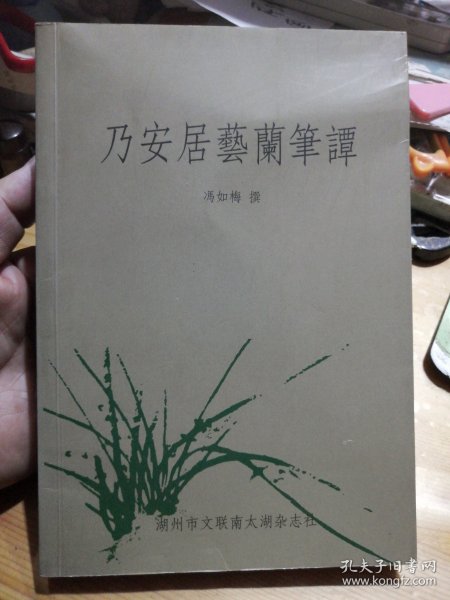 乃安居藝蘭筆譚
馮如梅 撰
湖州市文联南太湖杂志社
孔夫子旧书网
www.kongfz.com